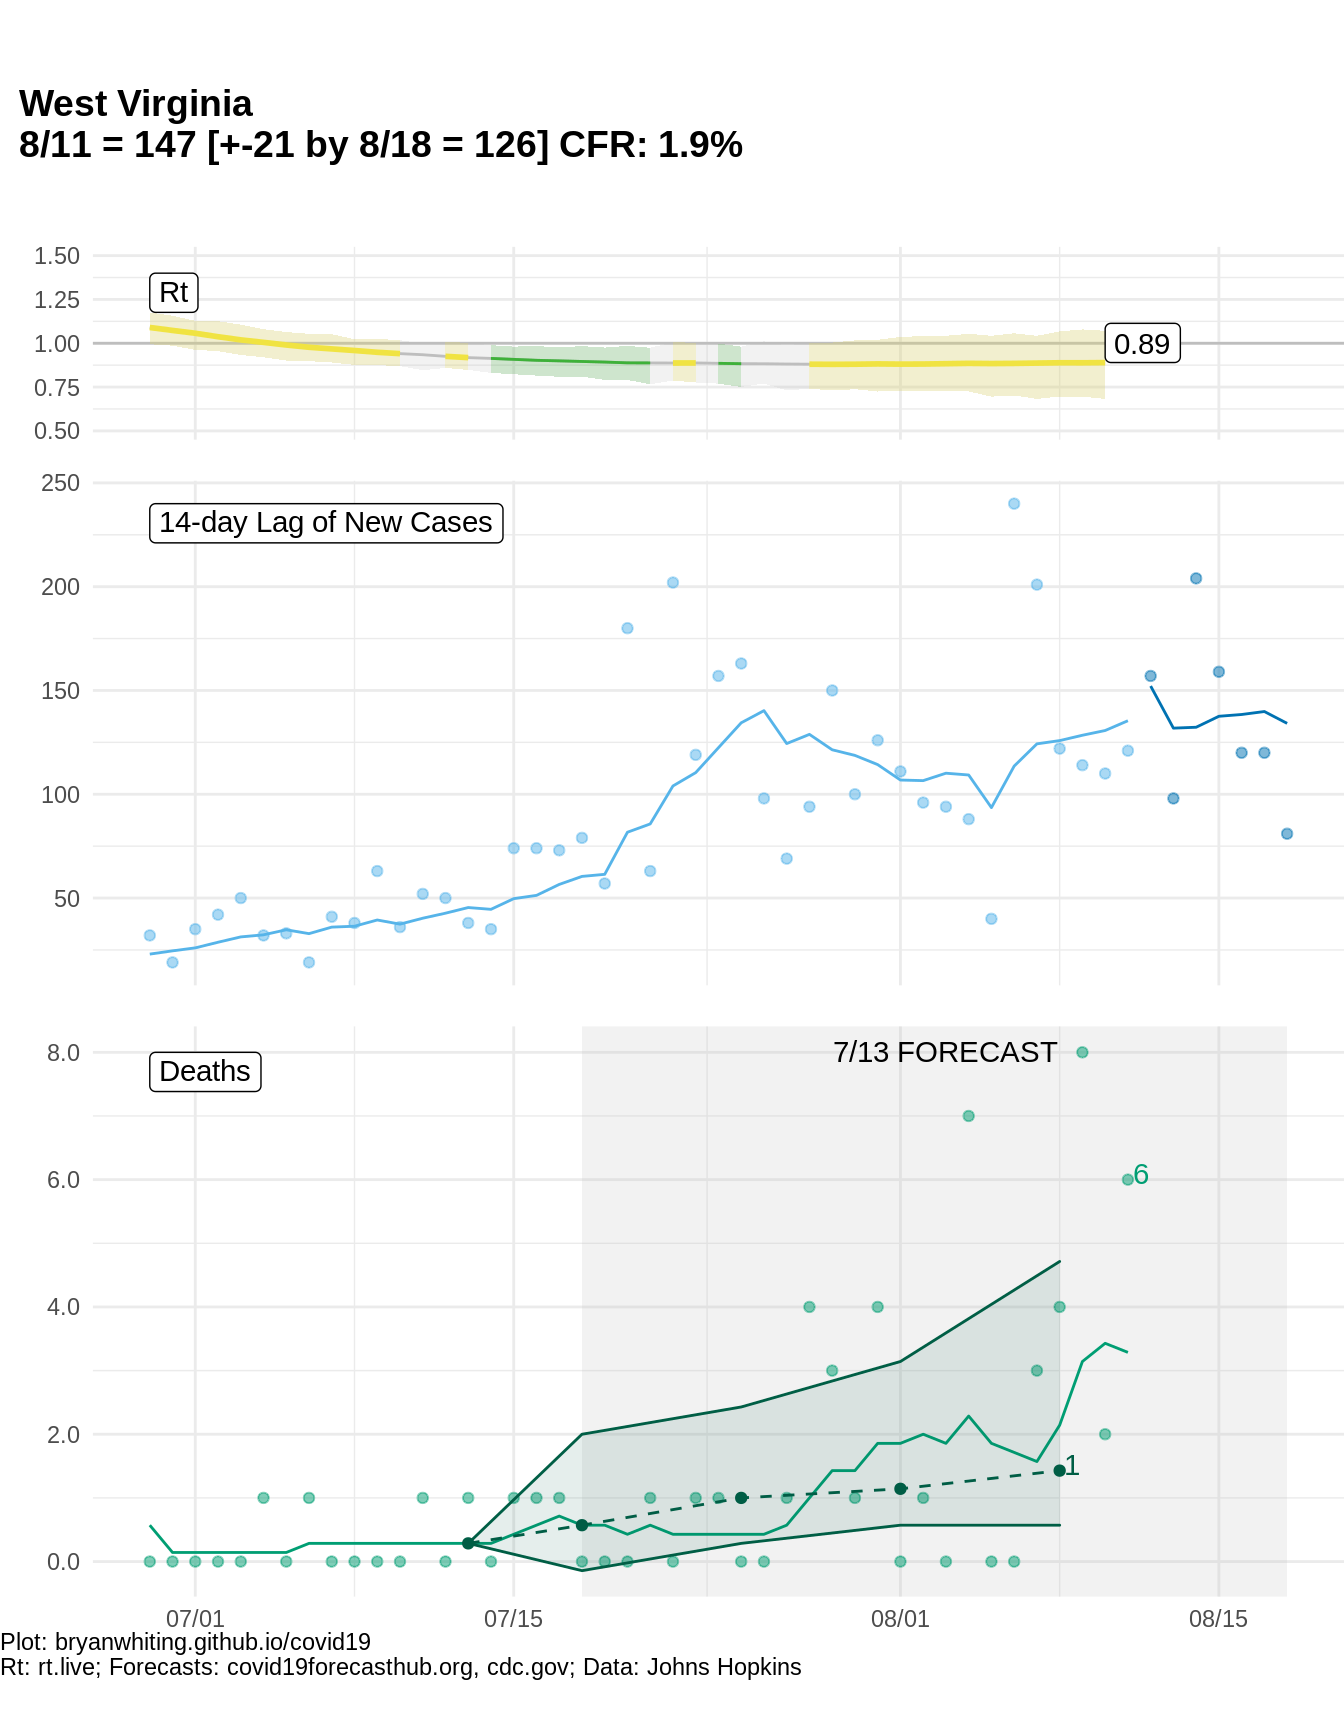 West Virginia
8/11 = 147 [+-21 by 8/18 = 126] CFR: 1.9%
1.50
Rt
1.25
1.00
0.89
0.75
0.50
250
14-day Lag of New Cases
200
150
100
50
8.0
7/13 FORECAST
Deaths
6.0
6
4.0
2.0
1
0.0
07/01 07/15 08/01 08/15
Plot: bryanwhiting.github.io/covid19
Rt: rt.live; Forecasts: covid19forecasthub.org, cdc.gov; Data: Johns Hopkins